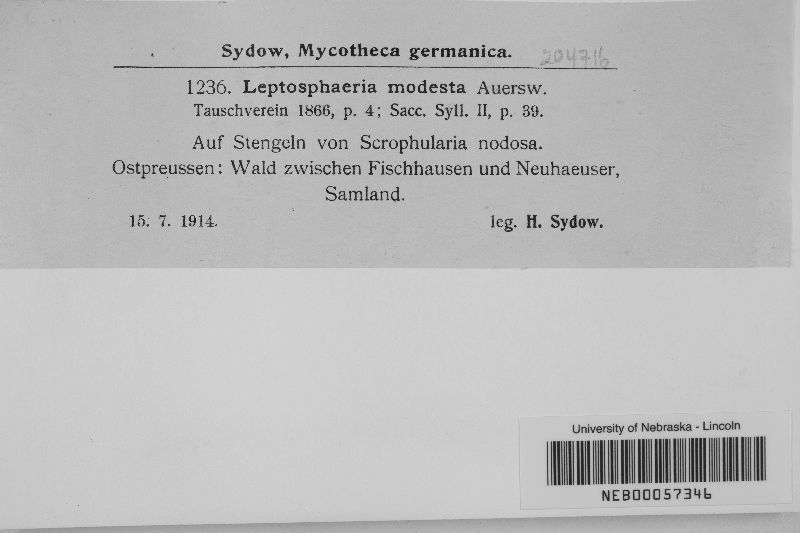 Sydow, Mycotheca germanica.
204716
1236. Leptosphaeria modesta Auersw.
Tauschverein 1866, p. 4; Sacc. Syll. II, p. 39.
Auf Stengeln von Scrophularia nodosa.
Ostpreussen: Wald zwischen Fischhausen und Neuhaeuser,
Samland.
15. 7. 1914. leg. H. Sydow.
University of Nebraska - Lincoln
NEB00057346